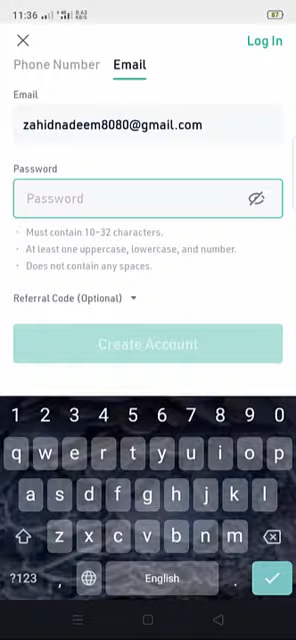 11:36
87
Log In
Phone Number Email
Email
zahidnadeem8080@gmail.com
Password
Password
· Must contain 10-32 characters.
· At least one uppercase, lowercase, and number.
· Does not contain any spaces.
Referral Code (Optional)
Create Account
1 2 3 4 5 6 7 8 9 0
q w e r t y u i o p
a s d f g h j k l
z x c v b n m
?123 , English .